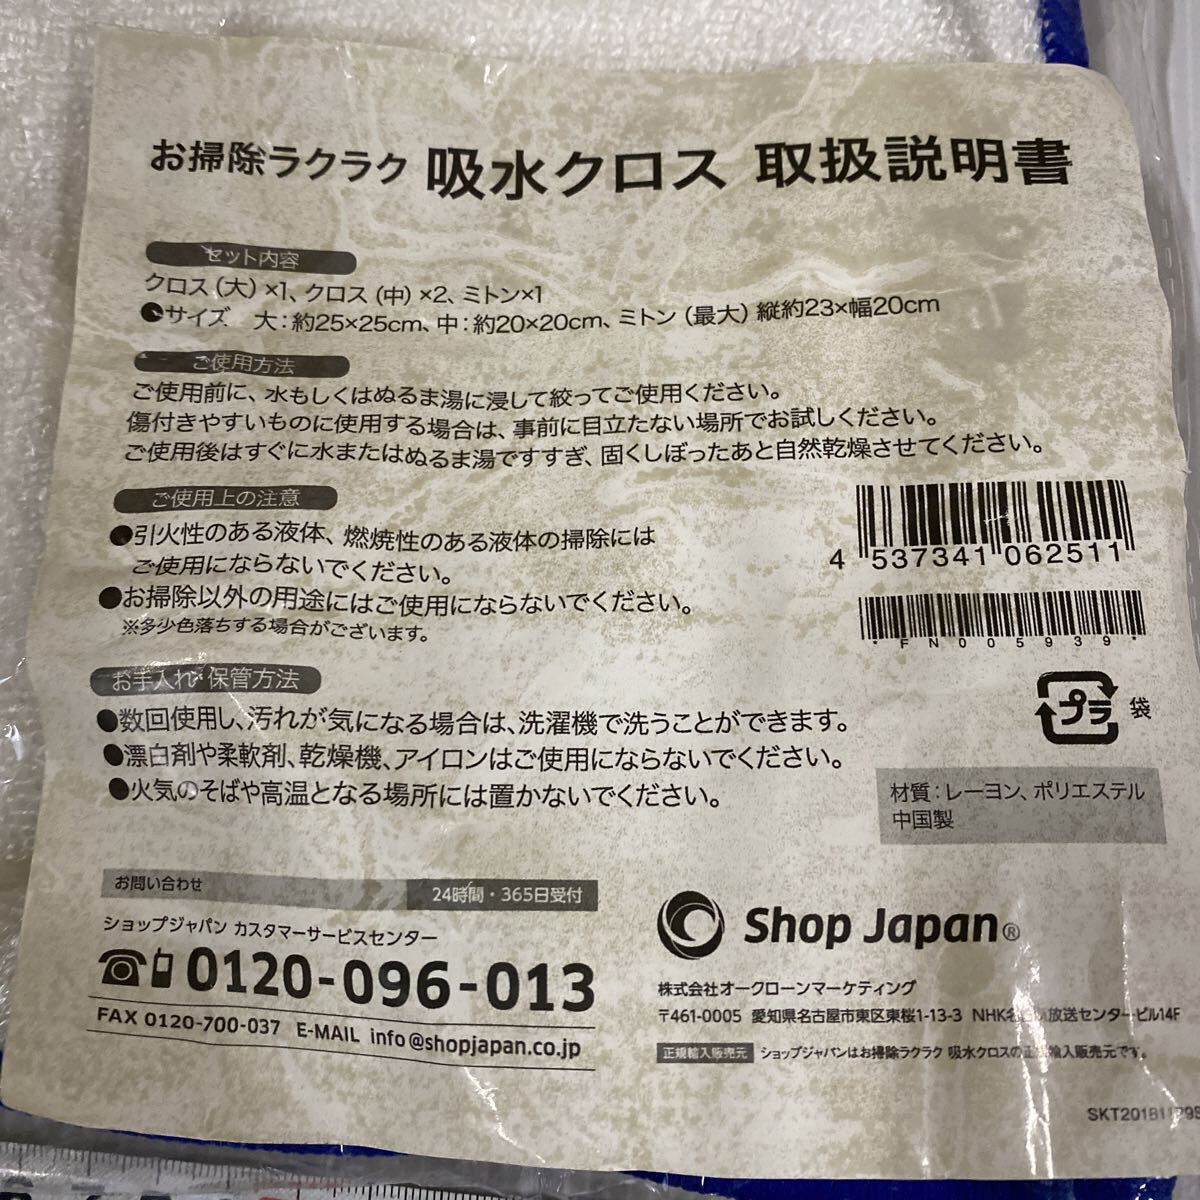 お掃除ラクラク 吸水クロス 取扱説明書
セット内容
クロス（大）×1、クロス（中）×2、ミトン×1
●サイズ 大：約25×25cm、中：約20×20cm、ミトン（最大）縦約23×幅20cm
ご使用方法
ご使用前に、水もしくはぬるま湯に浸して絞ってご使用ください。
傷付きやすいものに使用する場合は、事前に目立たない場所でお試しください。
ご使用後はすぐに水またはぬるま湯ですすぎ、固くしぼったあと自然乾燥させてください。
ご使用上の注意
●引火性のある液体、燃焼性のある液体の掃除には
ご使用にならないでください。
●お掃除以外の用途にはご使用にならないでください。
※多少色落ちする場合がございます。
4 537341 062511
*FN005939*
お手入れ・保管方法
●数回使用し、汚れが気になる場合は、洗濯機で洗うことができます。
●漂白剤や柔軟剤、乾燥機、アイロンはご使用にならないでください。
●火気のそばや高温となる場所には置かないでください。
プラ 袋
材質：レーヨン、ポリエステル
中国製
お問い合わせ 24時間・365日受付
ショップジャパン カスタマーサービスセンター
0120-096-013
FAX 0120-700-037 E-MAIL info@shopjapan.co.jp
Shop Japan®
株式会社オークローンマーケティング
〒461-0005 愛知県名古屋市東区東桜1-13-3 NHK名古屋放送センタービル14F
正規輸入販売元 ショップジャパンはお掃除ラクラク 吸水クロスの正規輸入販売元です。